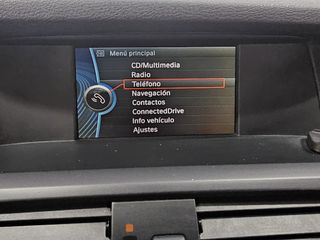 Menú principal
CD/Multimedia
Radio
Teléfono
Navegación
Contactos
ConnectedDrive
Info vehículo
Ajustes